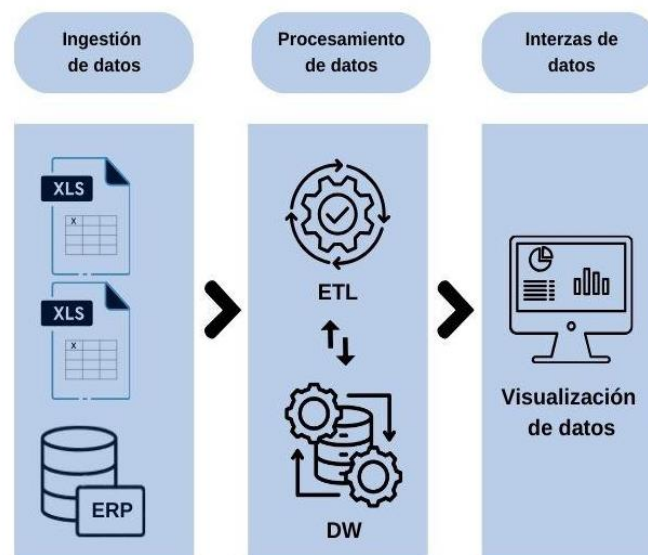 Ingestión
de datos
Procesamiento
de datos
Interzas de
datos
XLS
X
XLS
X
ERP
ETL
DW
Visualización
de datos